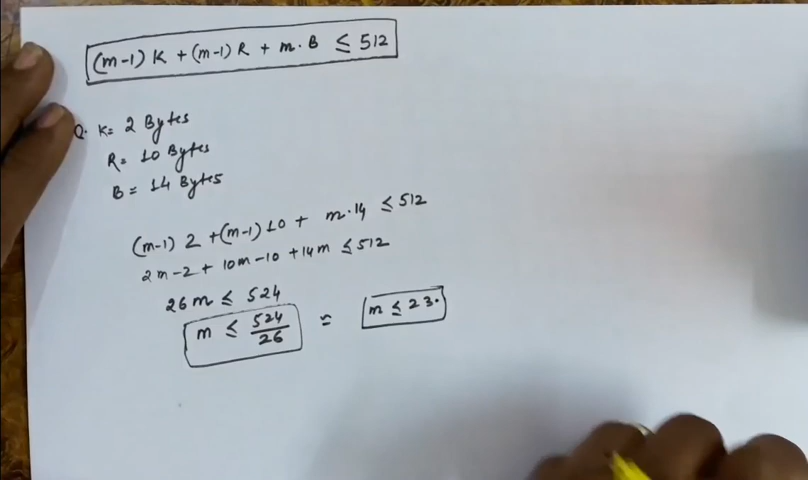 (m-1) K + (m-1) R + m. B ≤ 512
Q. K= 2 Bytes
R= 10 Bytes
B= 14 Bytes
(m-1) 2 +(m-1) 10 + m.14 ≤ 512
2m-2 + 10m-10 +14m ≤ 512
26m ≤ 524
m ≤ 524/26 ≈ m ≤ 23.